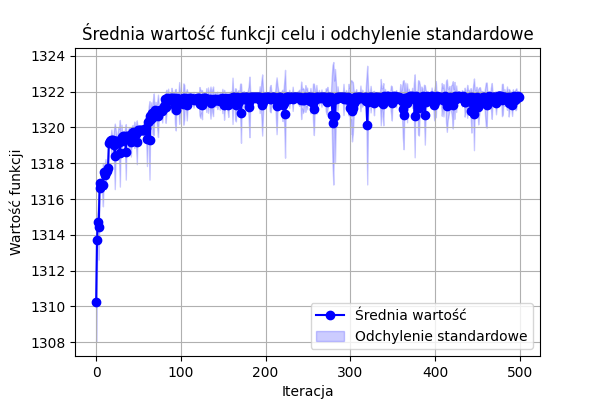 Średnia wartość funkcji celu i odchylenie standardowe
1324
1322
1320
1318
1316
1314
1312
1310
1308
Wartość funkcji
0 100 200 300 400 500
Iteracja
Średnia wartość
Odchylenie standardowe